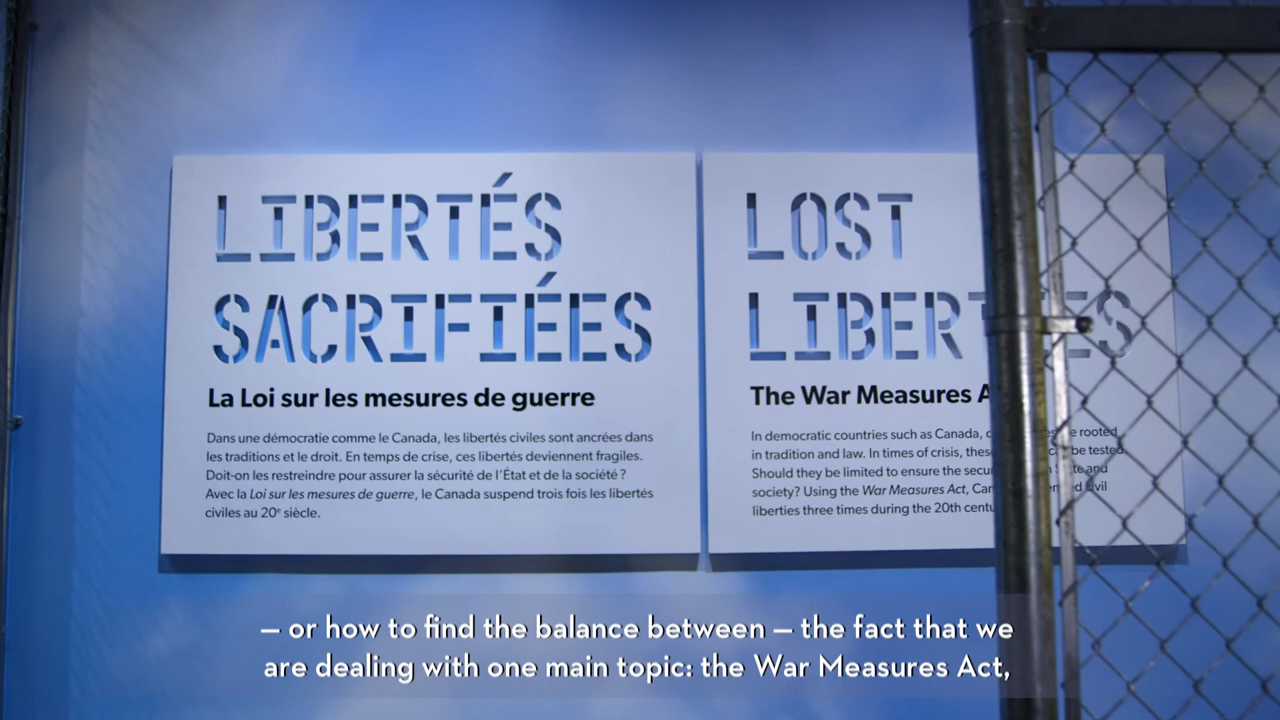 LIBERTÉS
SACRIFIÉES
La Loi sur les mesures de guerre
Dans une démocratie comme le Canada, les libertés civiles sont ancrées dans
les traditions et le droit. En temps de crise, ces libertés deviennent fragiles.
Doit-on les restreindre pour assurer la sécurité de l'État et de la société ?
Avec la Loi sur les mesures de guerre, le Canada suspend trois fois les libertés
civiles au 20e siècle.
LOST
LIBERTIES
The War Measures
In democratic countries such as Canada, rooted
in tradition and law. In times of crisis, be tested.
Should they be limited to ensure the and
society? Using the War Measures Act,
liberties three times during the 20th
— or how to find the balance between — the fact that we
are dealing with one main topic: the War Measures Act,